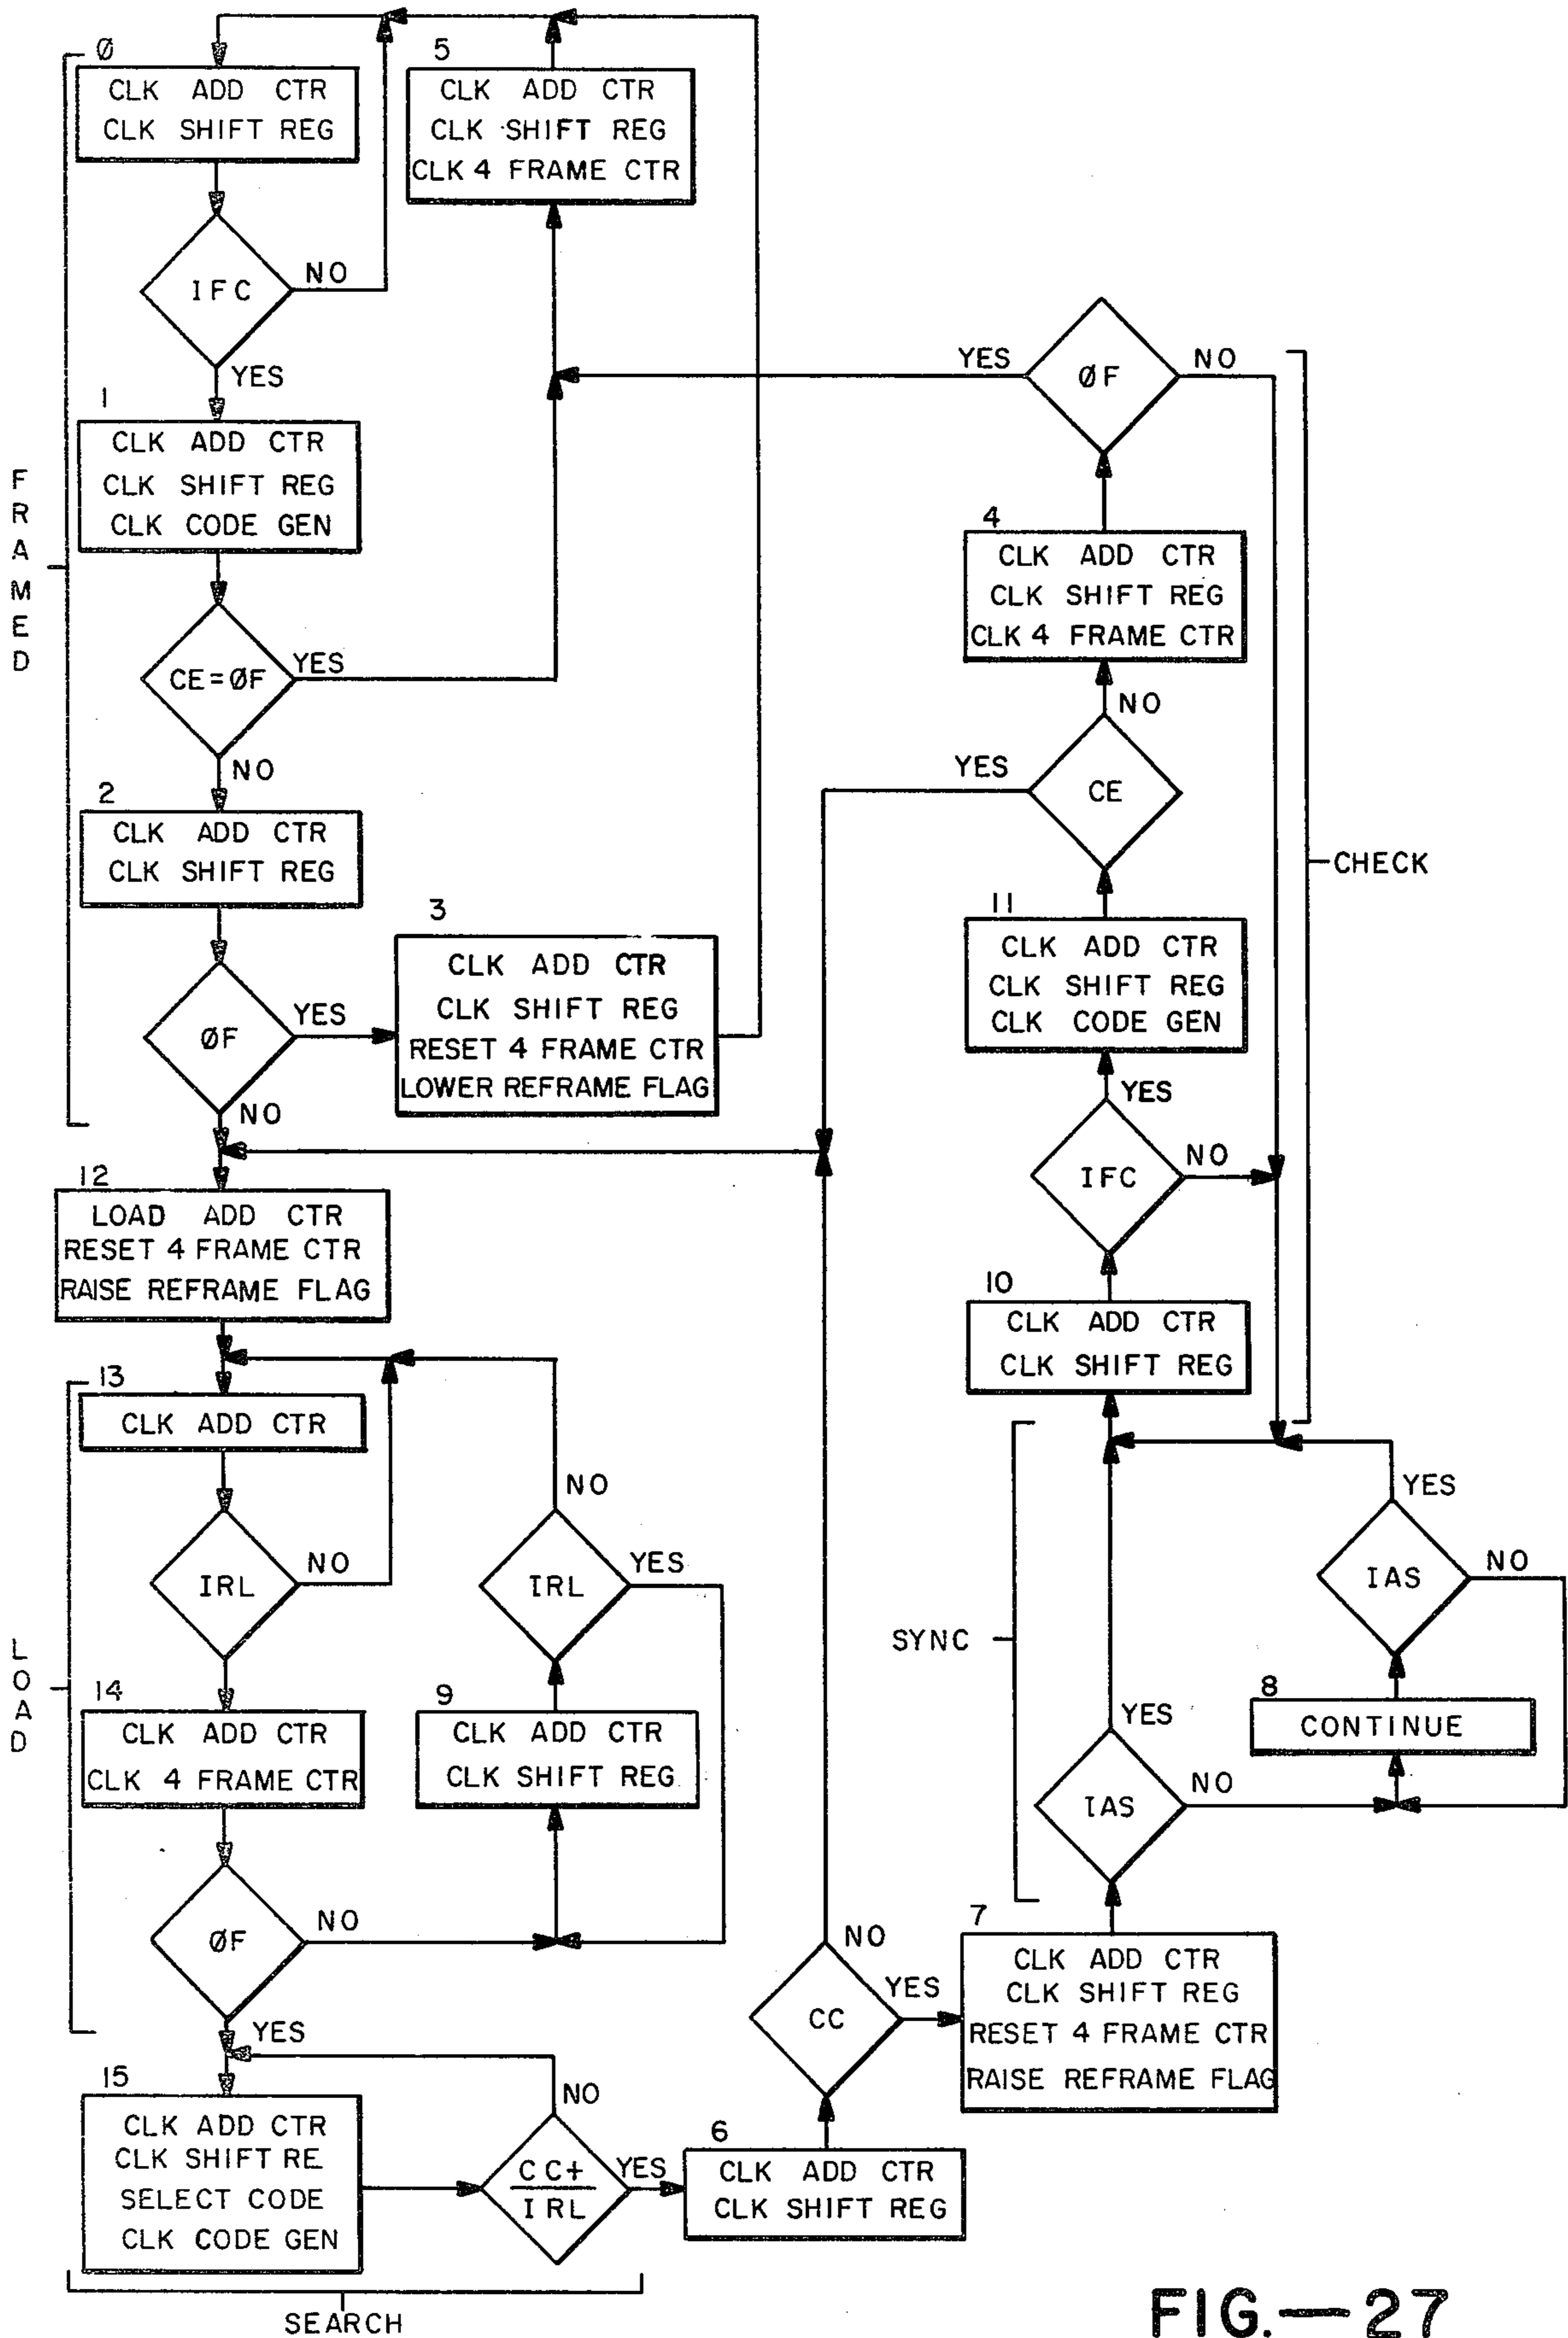 0
CLK ADD CTR
CLK SHIFT REG
IFC
NO
YES
1
CLK ADD CTR
CLK SHIFT REG
CLK CODE GEN
CE=ØF
YES
NO
2
CLK ADD CTR
CLK SHIFT REG
ØF
YES
NO
3
CLK ADD CTR
CLK SHIFT REG
RESET 4 FRAME CTR
LOWER REFRAME FLAG
5
CLK ADD CTR
CLK SHIFT REG
CLK 4 FRAME CTR
FRAMED
12
LOAD ADD CTR
RESET 4 FRAME CTR
RAISE REFRAME FLAG
13
CLK ADD CTR
IRL
NO
14
CLK ADD CTR
CLK 4 FRAME CTR
ØF
NO
YES
9
CLK ADD CTR
CLK SHIFT REG
IRL
NO
YES
LOAD
15
CLK ADD CTR
CLK SHIFT RE
SELECT CODE
CLK CODE GEN
CC+
IRL
NO
YES
SEARCH
6
CLK ADD CTR
CLK SHIFT REG
CC
NO
YES
7
CLK ADD CTR
CLK SHIFT REG
RESET 4 FRAME CTR
RAISE REFRAME FLAG
IAS
YES
NO
8
CONTINUE
IAS
YES
NO
SYNC
10
CLK ADD CTR
CLK SHIFT REG
IFC
YES
NO
11
CLK ADD CTR
CLK SHIFT REG
CLK CODE GEN
CE
YES
NO
4
CLK ADD CTR
CLK SHIFT REG
CLK 4 FRAME CTR
ØF
YES
NO
CHECK
FIG.—27